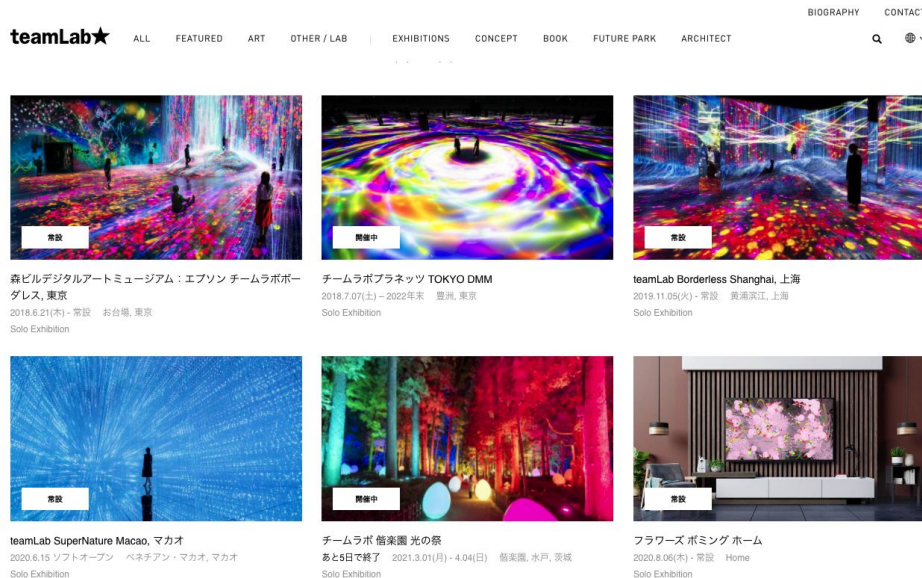 BIOGRAPHY CONTACT
teamLab★ ALL FEATURED ART OTHER / LAB EXHIBITIONS CONCEPT BOOK FUTURE PARK ARCHITECT
常設
森ビルデジタルアートミュージアム：エプソン チームラボボー
ダレス, 東京
2018.6.21(木) - 常設 お台場, 東京
Solo Exhibition
開催中
チームラボプラネッツ TOKYO DMM
2018.7.07(土) – 2022年末 豊洲, 東京
Solo Exhibition
常設
teamLab Borderless Shanghai, 上海
2019.11.05(火) - 常設 黄浦滨江, 上海
Solo Exhibition
常設
teamLab SuperNature Macao, マカオ
2020.6.15 ソフトオープン ベネチアン・マカオ, マカオ
Solo Exhibition
開催中
チームラボ 偕楽園 光の祭
あと5日で終了 2021.3.01(月) - 4.04(日) 偕楽園, 水戸, 茨城
Solo Exhibition
常設
フラワーズ ボミング ホーム
2020.8.06(木) - 常設 Home
Solo Exhibition